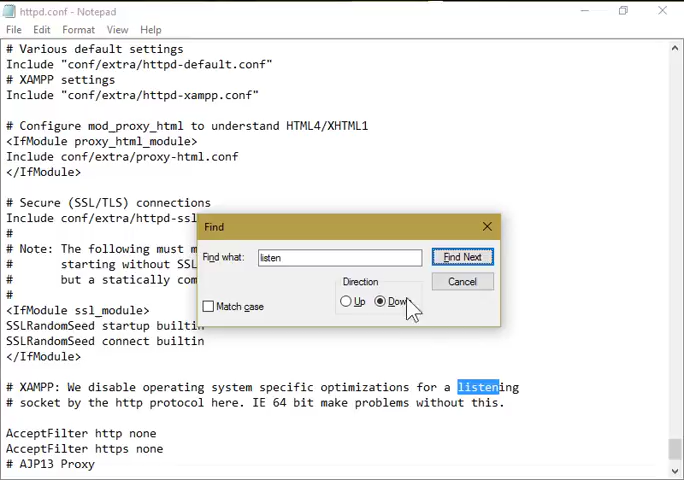 httpd.conf - Notepad
File Edit Format View Help
# Various default settings
Include "conf/extra/httpd-default.conf"
# XAMPP settings
Include "conf/extra/httpd-xampp.conf"
# Configure mod_proxy_html to understand HTML4/XHTML1
<IfModule proxy_html_module>
Include conf/extra/proxy-html.conf
</IfModule>
# Secure (SSL/TLS) connections
Include conf/extra/httpd-ssl
#
# Note: The following must m
# starting without SSL
# but a statically com
#
<IfModule ssl_module>
SSLRandomSeed startup builtin
SSLRandomSeed connect builtin
</IfModule>
# XAMPP: We disable operating system specific optimizations for a listening
# socket by the http protocol here. IE 64 bit make problems without this.
AcceptFilter http none
AcceptFilter https none
# AJP13 Proxy
Find
Find what: listen Find Next
Direction Cancel
Match case Up Down